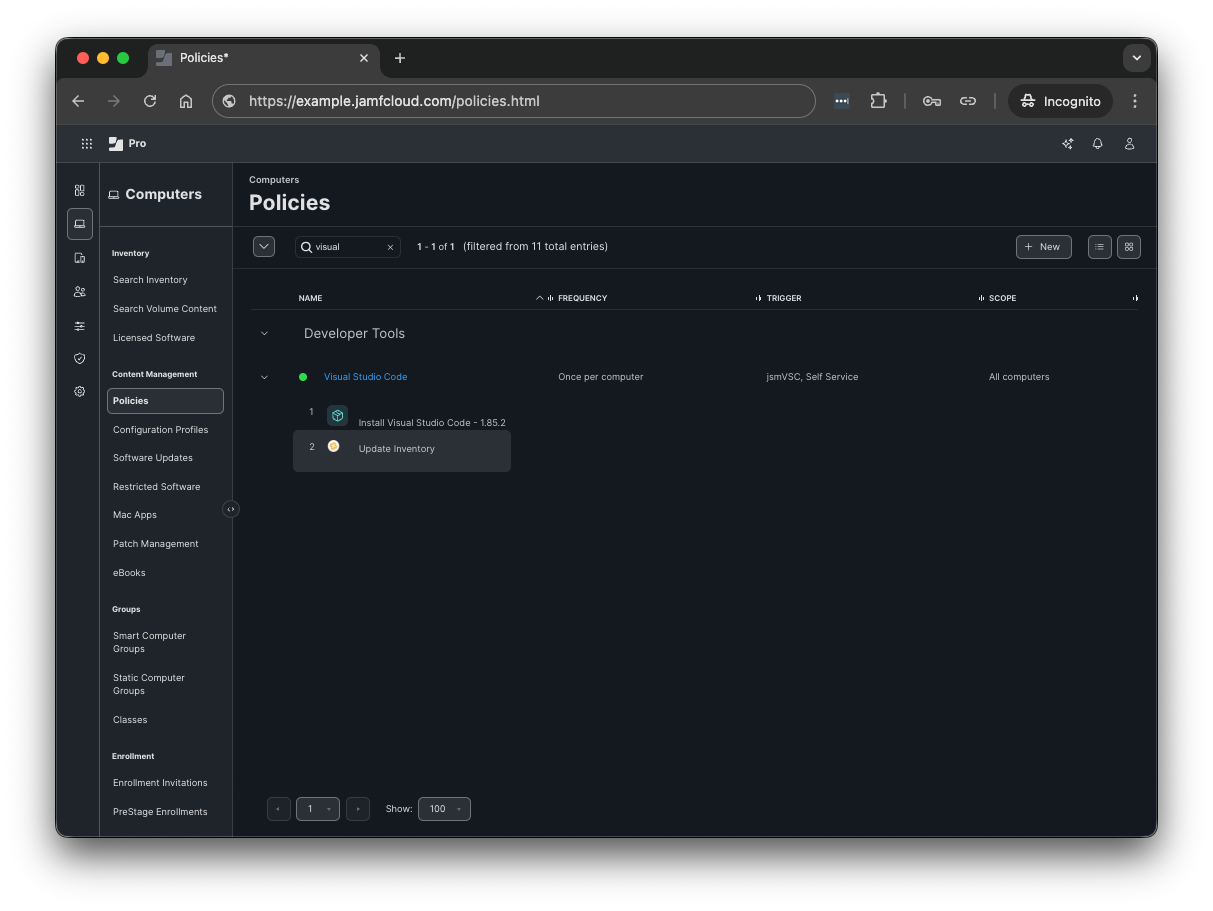 Policies*
https://example.jamfcloud.com/policies.html
Incognito
Pro
Computers
Inventory
Search Inventory
Search Volume Content
Licensed Software
Content Management
Policies
Configuration Profiles
Software Updates
Restricted Software
Mac Apps
Patch Management
eBooks
Groups
Smart Computer
Groups
Static Computer
Groups
Classes
Enrollment
Enrollment Invitations
PreStage Enrollments
Computers
Policies
visual
1 - 1 of 1 (filtered from 11 total entries)
New
NAME FREQUENCY TRIGGER SCOPE
Developer Tools
Visual Studio Code Once per computer jsmVSC, Self Service All computers
1 Install Visual Studio Code - 1.85.2
2 Update Inventory
1 Show: 100